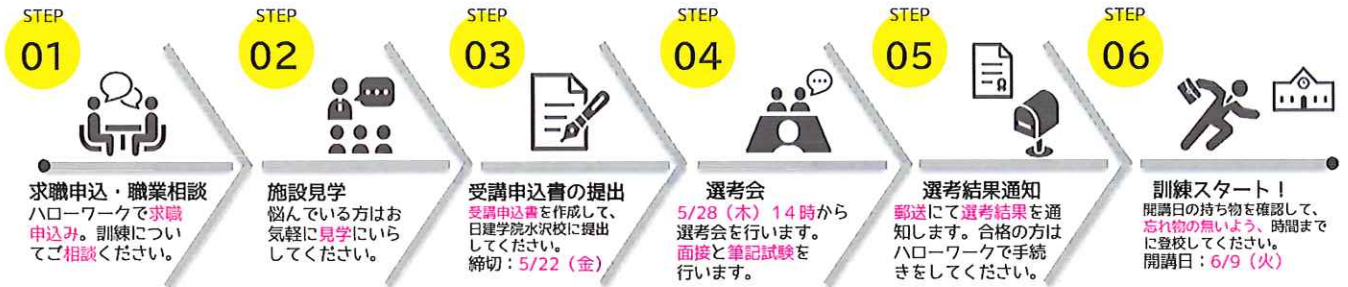 STEP
01
求職申込・職業相談
ハローワークで求職
申込み。訓練につい
てご相談ください。
STEP
02
施設見学
悩んでいる方はお
気軽に見学にいら
してください。
STEP
03
受講申込書の提出
受講申込書を作成して、
日建学院水沢校に提出
してください。
締切：5/22（金）
STEP
04
選考会
5/28（木）14時から
選考会を行います。
面接と筆記試験を
行います。
STEP
05
選考結果通知
郵送にて選考結果を通
知します。合格の方は
ハローワークで手続
きをしてください。
STEP
06
訓練スタート！
開講日の持ち物を確認して、
忘れ物の無いよう、時間まで
に登校してください。
開講日：6/9（火）